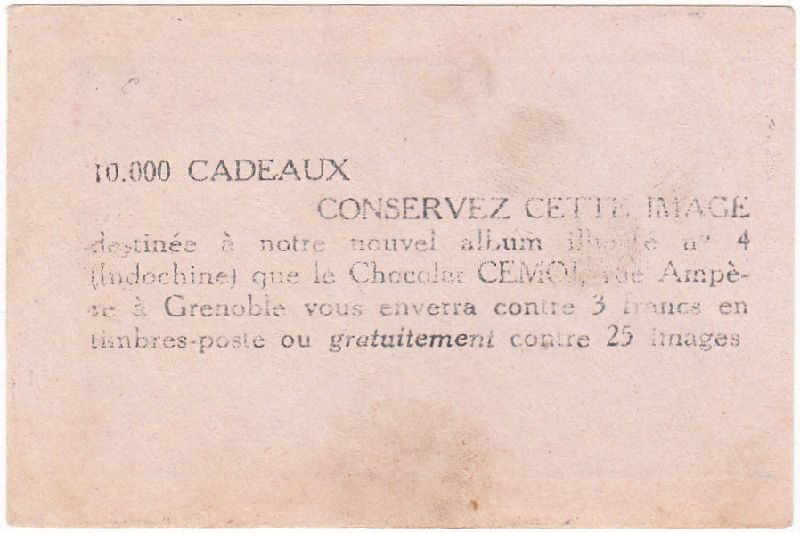 10.000 CADEAUX
CONSERVEZ CETTE IMAGE
destinée à notre nouvel album illustré n° 4
(Indochine) que le Chocolat CEMOI, rue Ampè-
re à Grenoble vous enverra contre 3 francs en
timbres-poste ou gratuitement contre 25 images